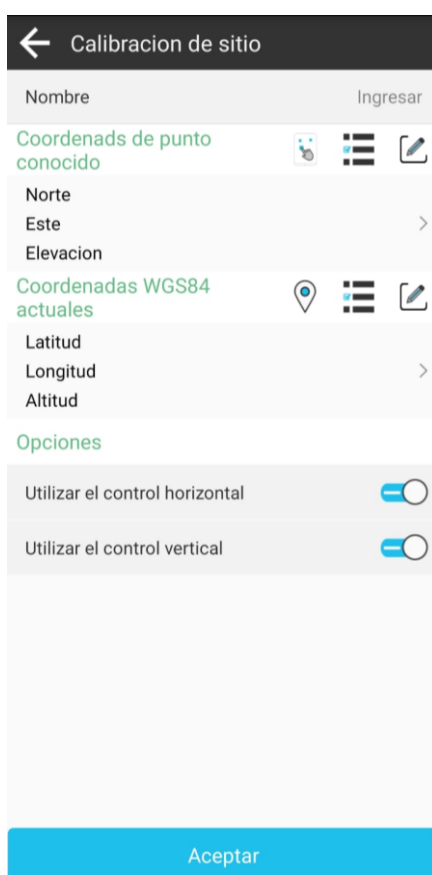 Calibracion de sitio
Nombre Ingresar
Coordenads de punto
conocido
Norte
Este
Elevacion
Coordenadas WGS84
actuales
Latitud
Longitud
Altitud
Opciones
Utilizar el control horizontal
Utilizar el control vertical
Aceptar